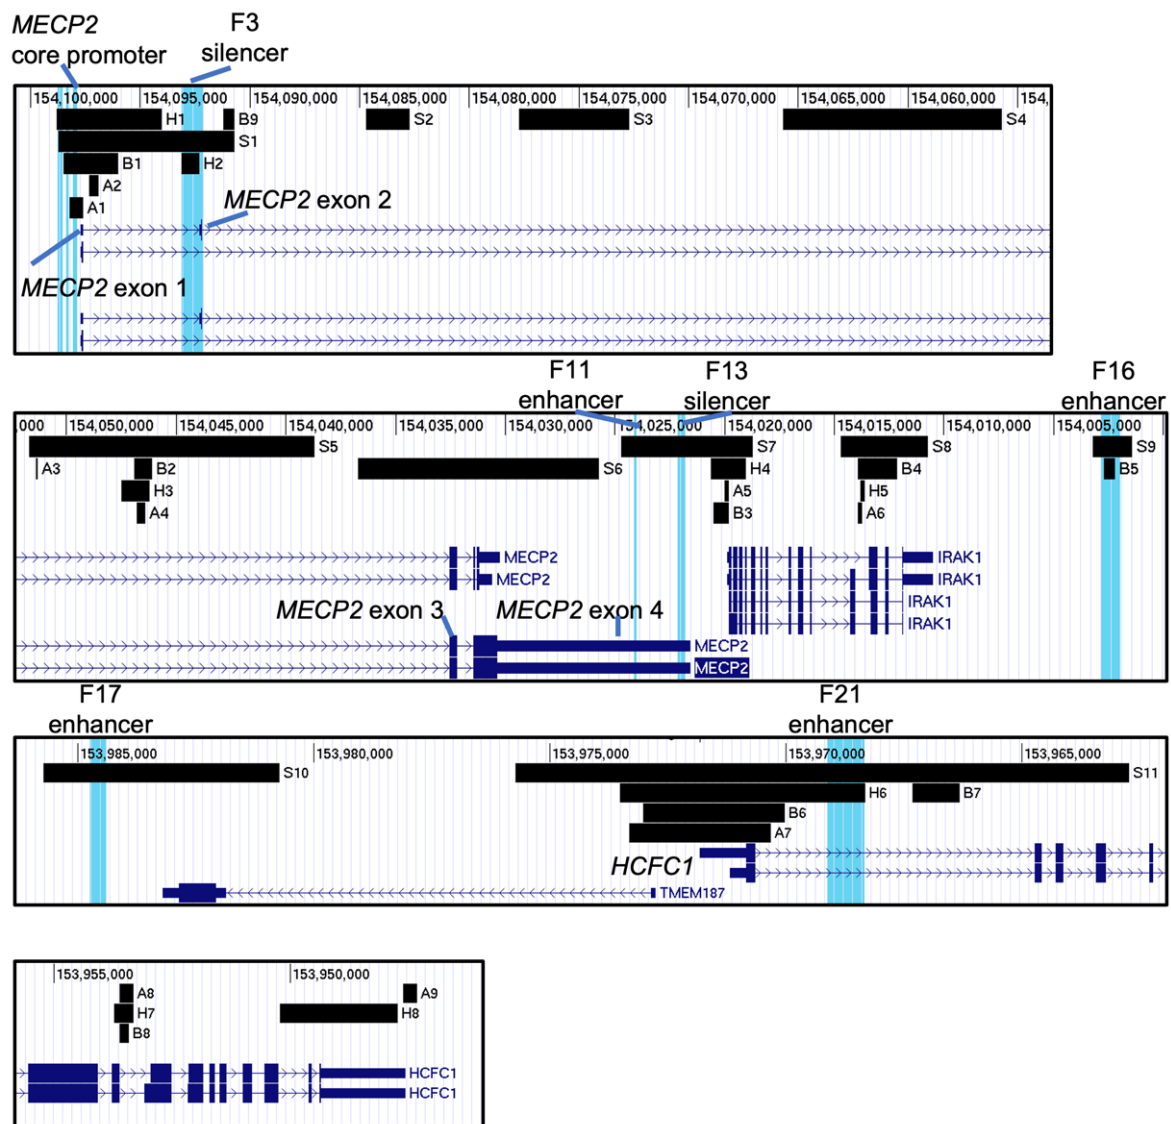 MECP2
core promoter
F3
silencer
154,100,000 154,095,000 154,090,000 154,085,000 154,080,000 154,075,000 154,070,000 154,065,000 154,060,000 154,
H1 B9 S2 S3 S4
S1
B1 H2
A2
A1
MECP2 exon 2
MECP2 exon 1
F11
enhancer
F13
silencer
F16
enhancer
,000 154,050,000 154,045,000 154,040,000 154,035,000 154,030,000 154,025,000 154,020,000 154,015,000 154,010,000 154,005,000
S5 S7 S8 S9
A3 B2 S6 H4 B4 B5
H3 A5 H5
A4 B3 A6
MECP2 IRAK1
MECP2 IRAK1
IRAK1
MECP2 exon 3 MECP2 exon 4 IRAK1
MECP2
MECP2
F17
enhancer
F21
enhancer
153,985,000 153,980,000 153,975,000 153,970,000 153,965,000
S10 S11
H6 B7
B6
A7
HCFC1
TMEM187
153,955,000 153,950,000
A8 A9
H7 H8
B8
HCFC1
HCFC1